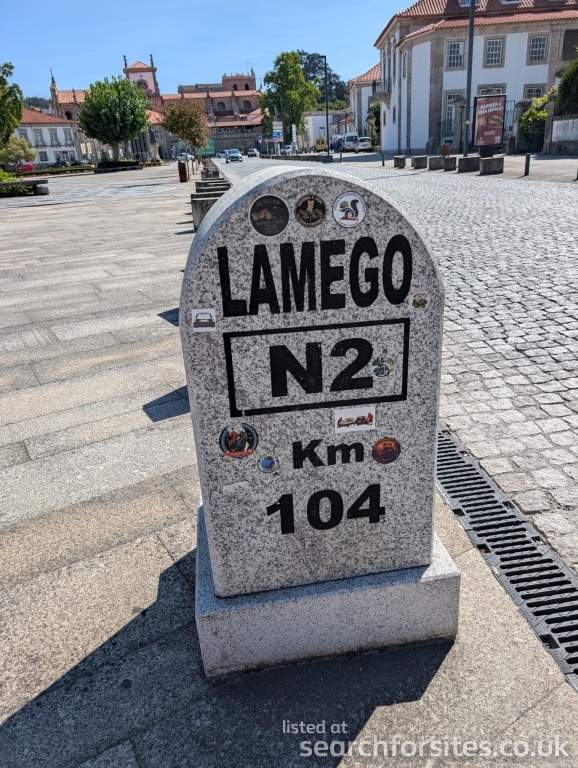 LAMEGO
N2
Km
104
listed at
searchforsites.co.uk